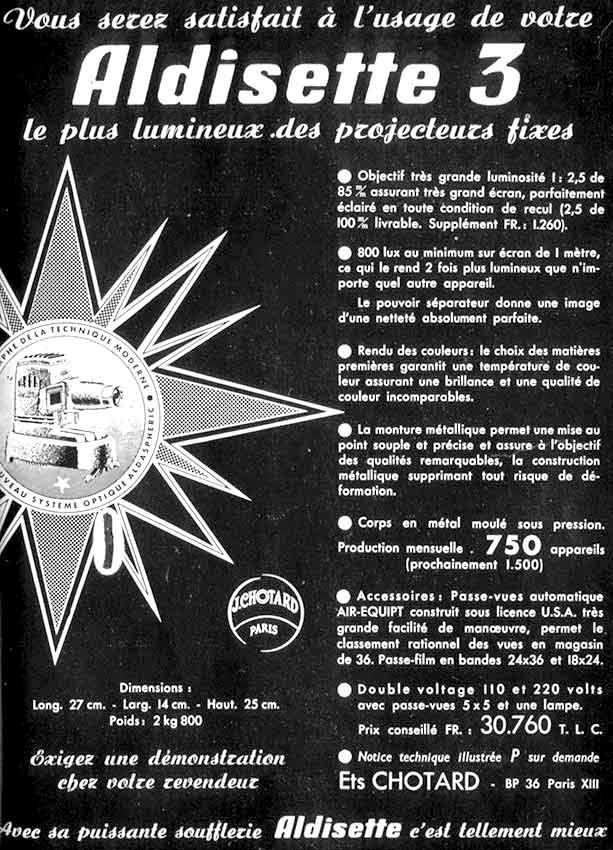 Vous serez satisfait à l'usage de votre
Aldisette 3
le plus lumineux des projecteurs fixes
● Objectif très grande luminosité 1: 2,5 de
85 % assurant très grand écran, parfaitement
éclairé en toute condition de recul (2,5 de
100 % livrable. Supplément FR.: 1.260).
● 800 lux au minimum sur écran de 1 mètre,
ce qui le rend 2 fois plus lumineux que n'im-
porte quel autre appareil.
Le pouvoir séparateur donne une image
d'une netteté absolument parfaite.
● Rendu des couleurs: le choix des matières
premières garantit une température de cou-
leur assurant une brillance et une qualité de
couleur incomparables.
● La monture métallique permet une mise au
point souple et précise et assure à l'objectif
des qualités remarquables, la construction
métallique supprimant tout risque de dé-
formation.
● Corps en métal moulé sous pression.
Production mensuelle . 750 appareils
(prochainement 1.500)
● Accessoires: Passe-vues automatique
AIR-EQUIPT construit sous licence U.S.A. très
grande facilité de manœuvre, permet le
classement rationnel des vues en magasin
de 36. Passe-film en bandes 24x36 et 18x24.
● Double voltage 110 et 220 volts
avec passe-vues 5 x 5 et une lampe.
Prix conseillé FR.: 30.760 T. L. C.
● Notice technique illustrée P sur demande
Ets CHOTARD - BP 36 Paris XIII
PHE DE LA TECHNIQUE MODERNE
UVEAU SYSTEME OPTIQUE ALDASPHERIC
J.CHOTARD
PARIS
Dimensions :
Long. 27 cm. - Larg. 14 cm. - Haut. 25 cm.
Poids: 2 kg 800
Exigez une démonstration
chez votre revendeur
Avec sa puissante soufflerie Aldisette c'est tellement mieux